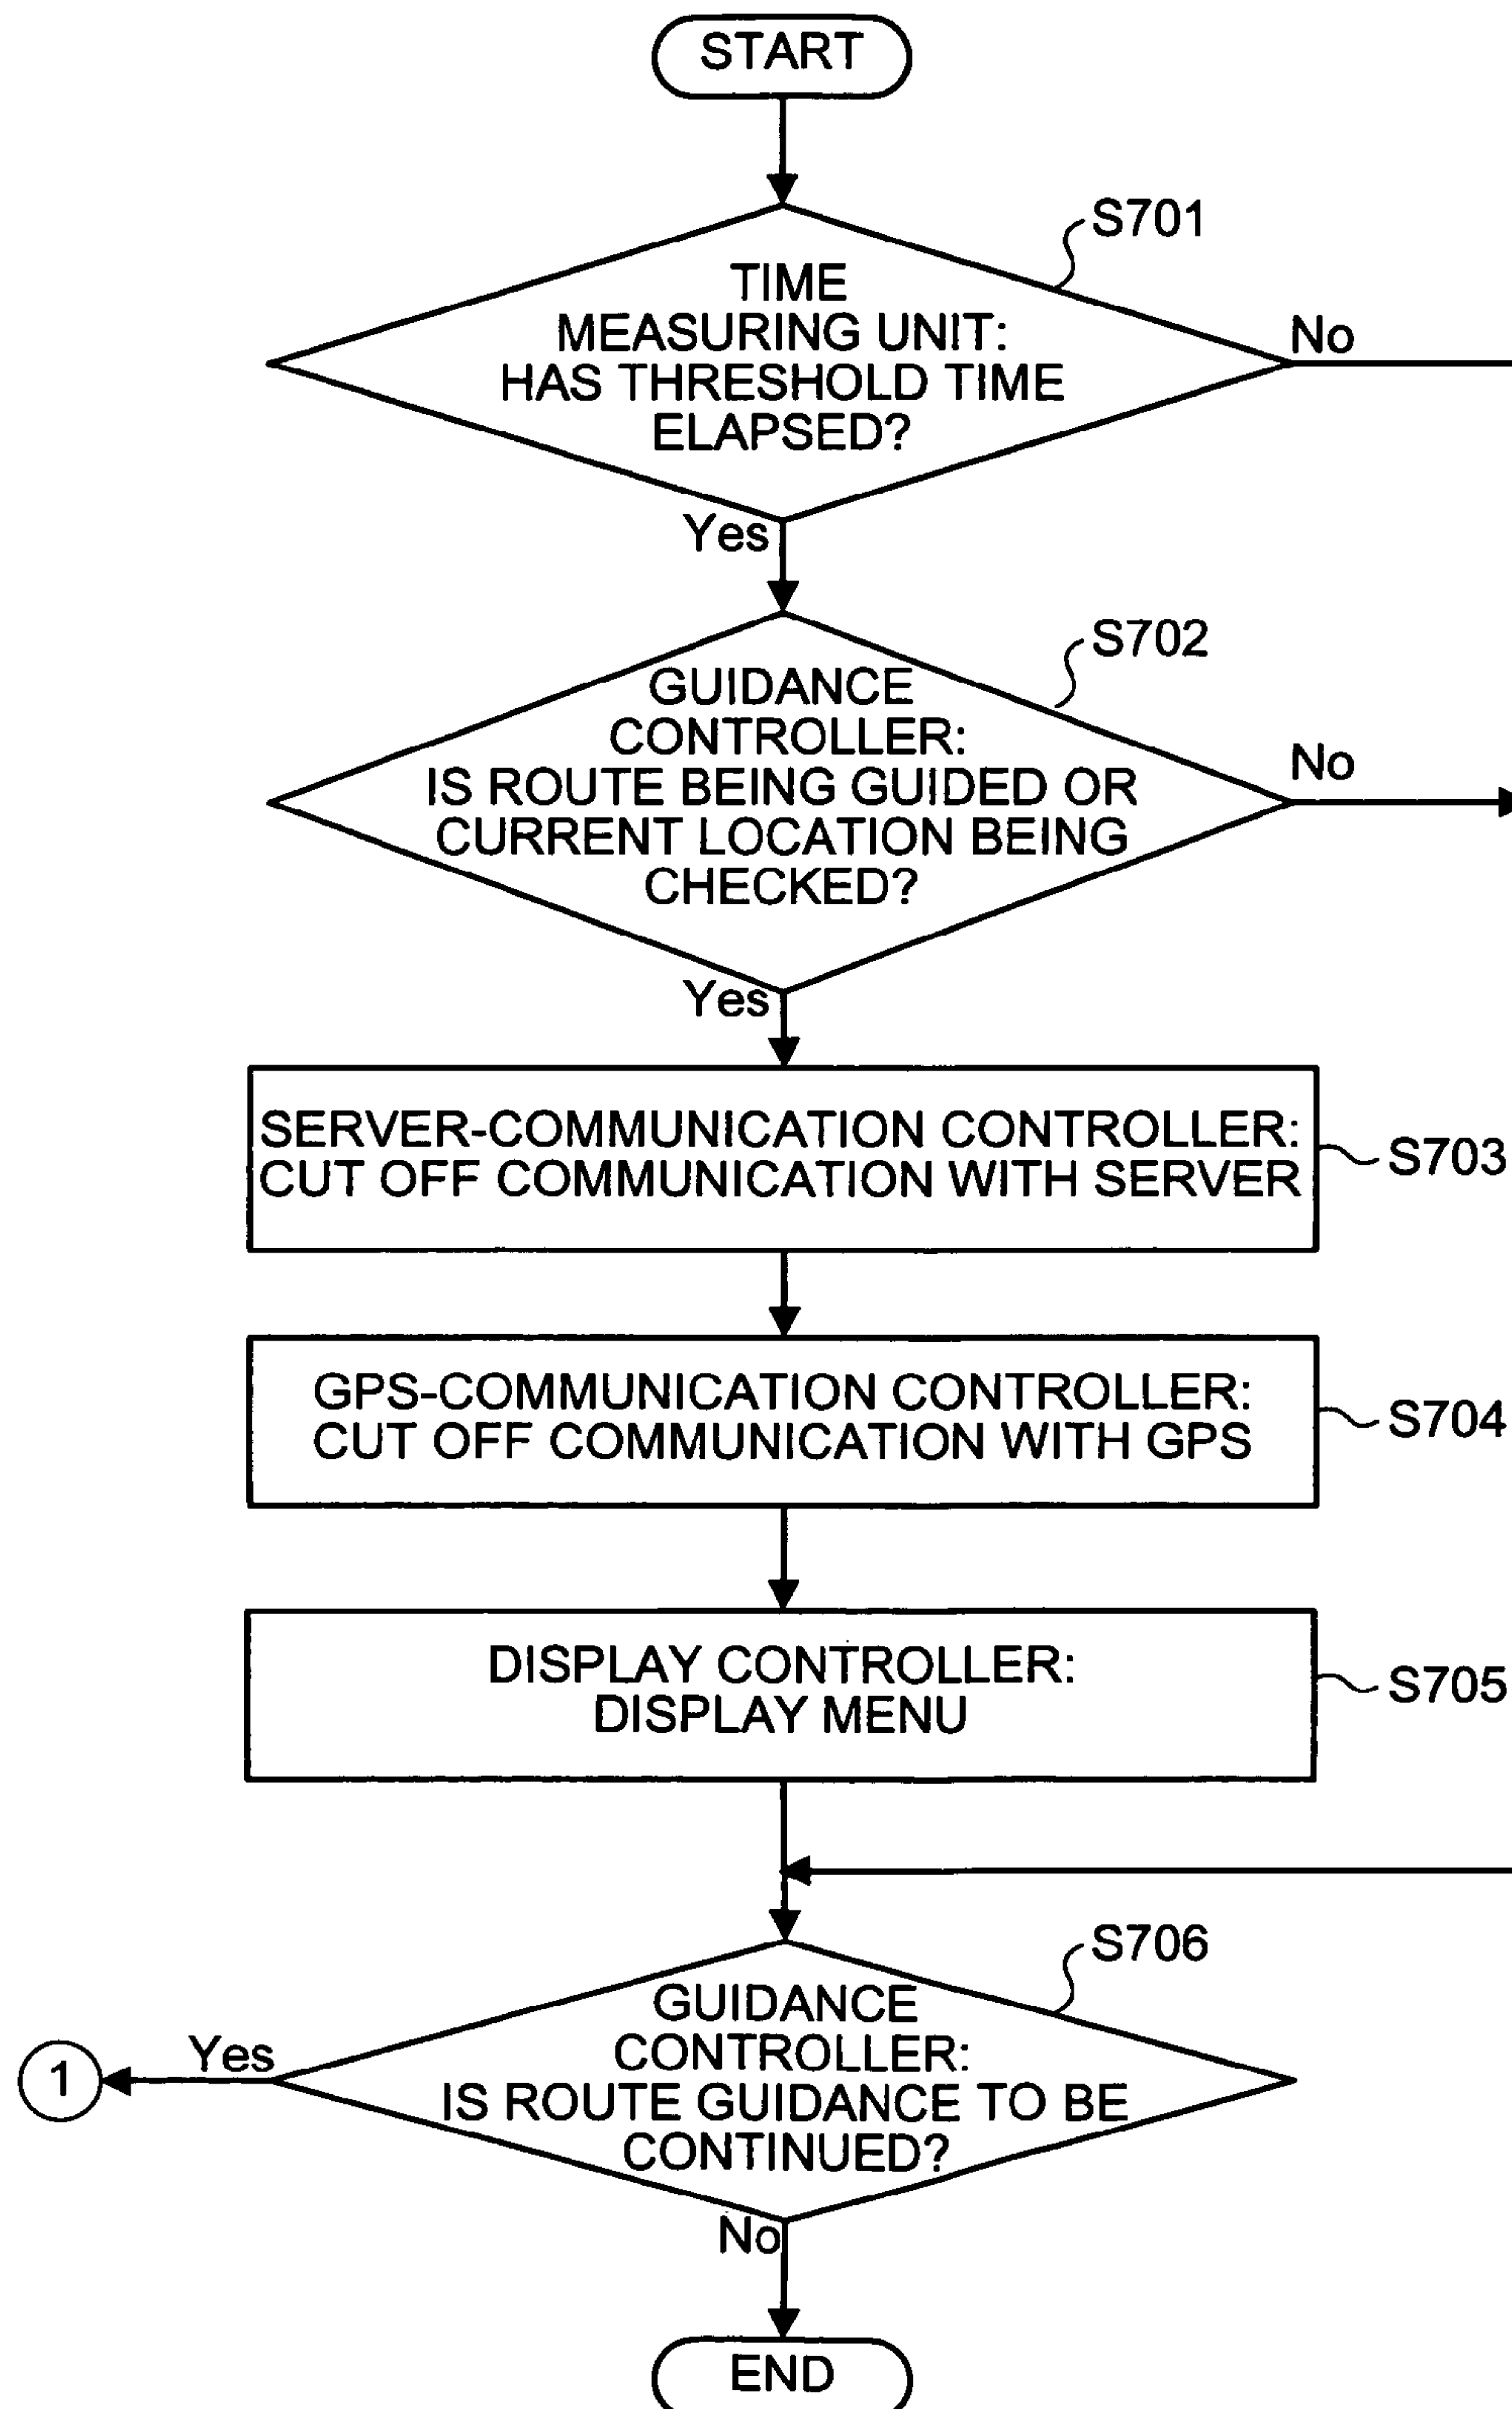 START
S701
TIME
MEASURING UNIT:
HAS THRESHOLD TIME
ELAPSED?
No
Yes
S702
GUIDANCE
CONTROLLER:
IS ROUTE BEING GUIDED OR
CURRENT LOCATION BEING
CHECKED?
No
Yes
SERVER-COMMUNICATION CONTROLLER:
CUT OFF COMMUNICATION WITH SERVER
S703
GPS-COMMUNICATION CONTROLLER:
CUT OFF COMMUNICATION WITH GPS
S704
DISPLAY CONTROLLER:
DISPLAY MENU
S705
S706
GUIDANCE
CONTROLLER:
IS ROUTE GUIDANCE TO BE
CONTINUED?
Yes
1
No
END